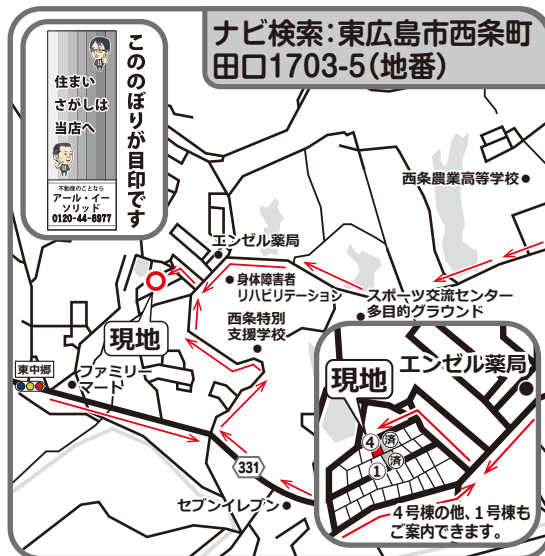 ナビ検索:東広島市西条町
田口1703-5(地番)
こののぼりが目印です
住まい
さがしは
当店へ
不動産のことなら
アール・イー
ソリッド
0120-44-8977
西条農業高等学校
エンゼル薬局
身体障害者
リハビリテーション
スポーツ交流センター
多目的グラウンド
西条特別
支援学校
現地
東中郷
ファミリー
マート
331
セブンイレブン
エンゼル薬局
現地
4 済
1 済
4号棟の他、1号棟も
ご案内できます。